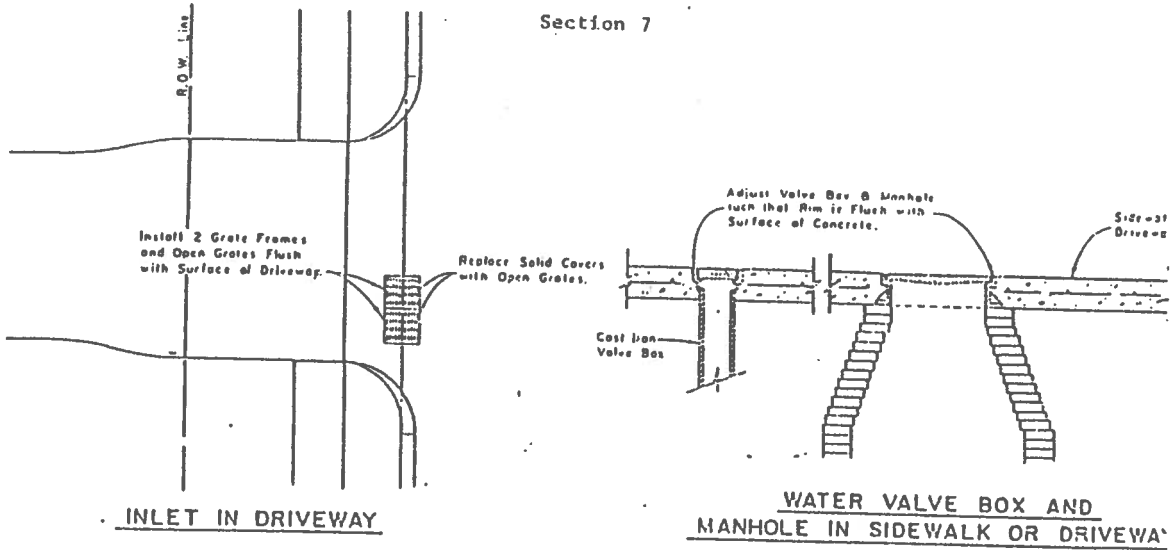 Section 7
R.O.W. Line
Install 2 Grate Frames
and Open Grates Flush
with Surface of Driveway.
Replace Solid Covers
with Open Grates.
INLET IN DRIVEWAY
Adjust Valve Box & Manhole
such that Rim is Flush with
Surface of Concrete.
Cast Iron
Valve Box
WATER VALVE BOX AND
MANHOLE IN SIDEWALK OR DRIVEWAY